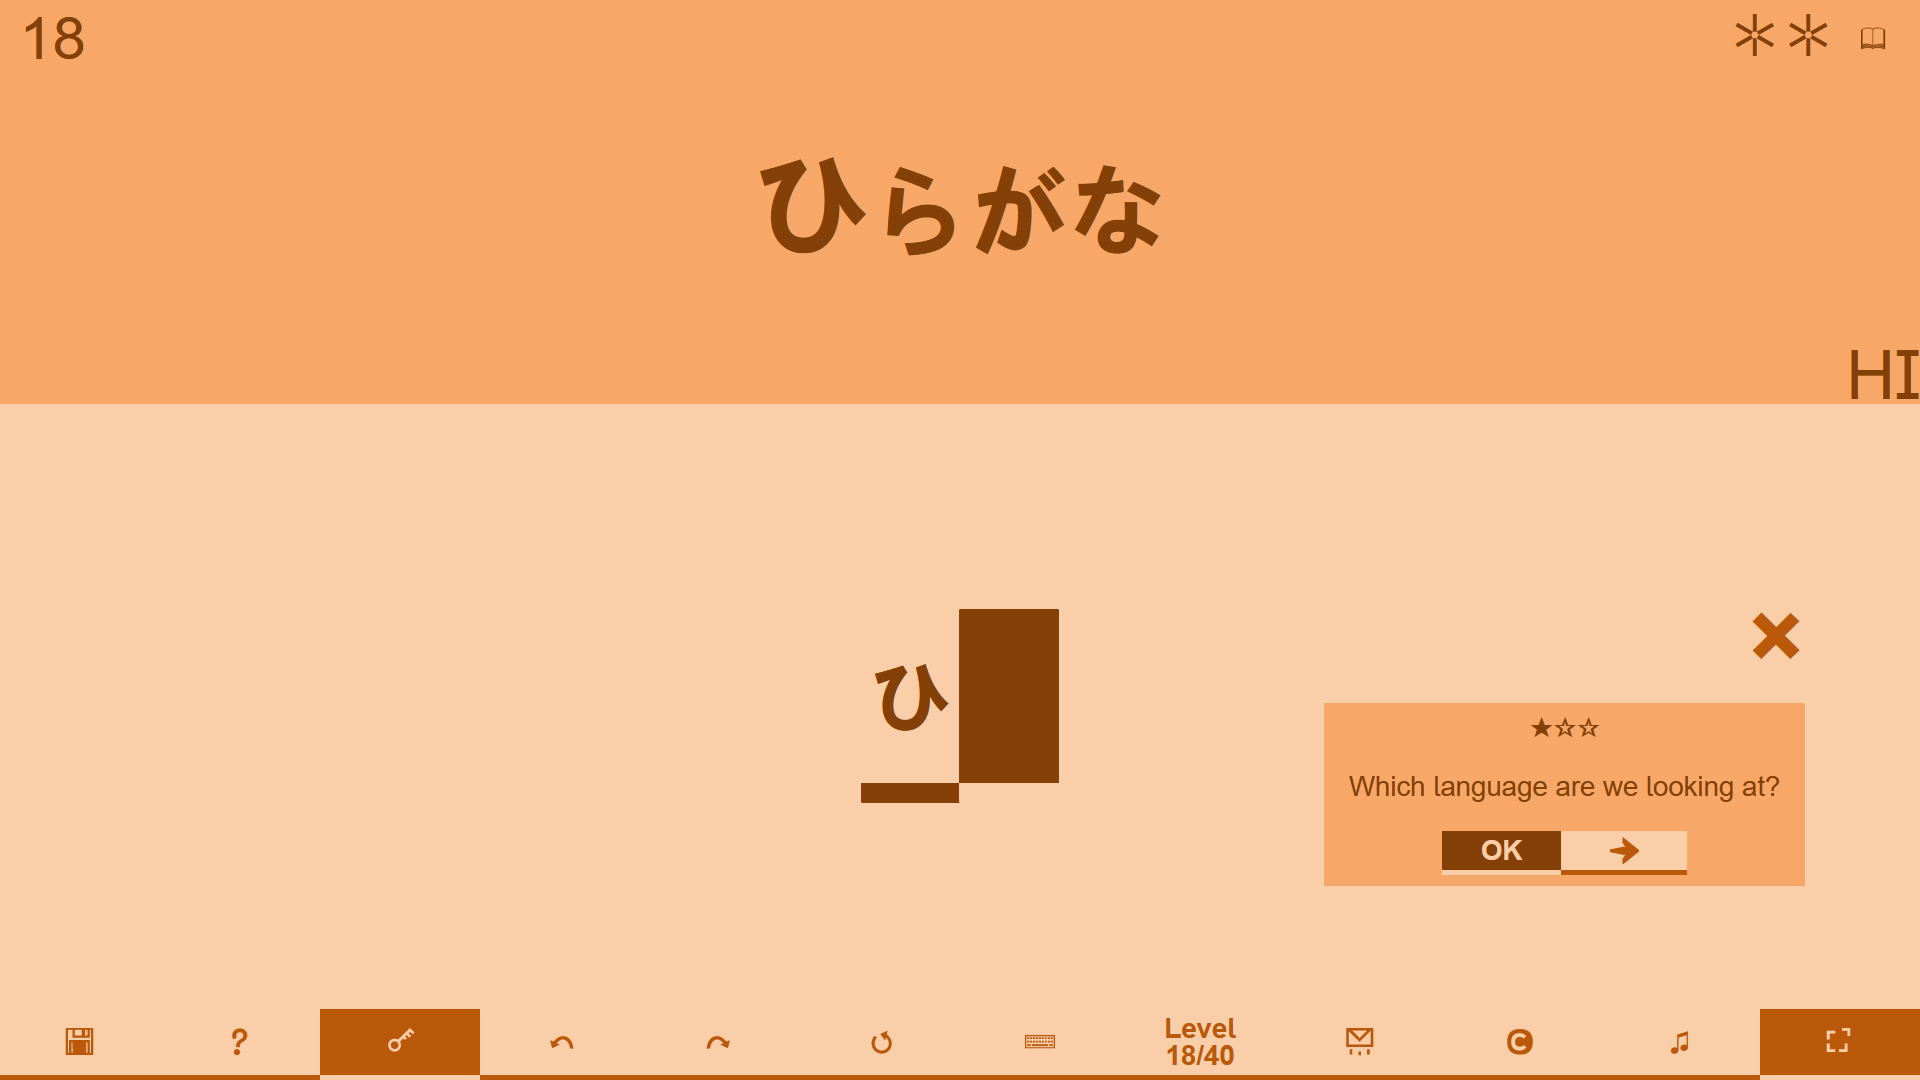 18
ひらがな
HI
ひ
★☆☆
Which language are we looking at?
OK
Level
18/40